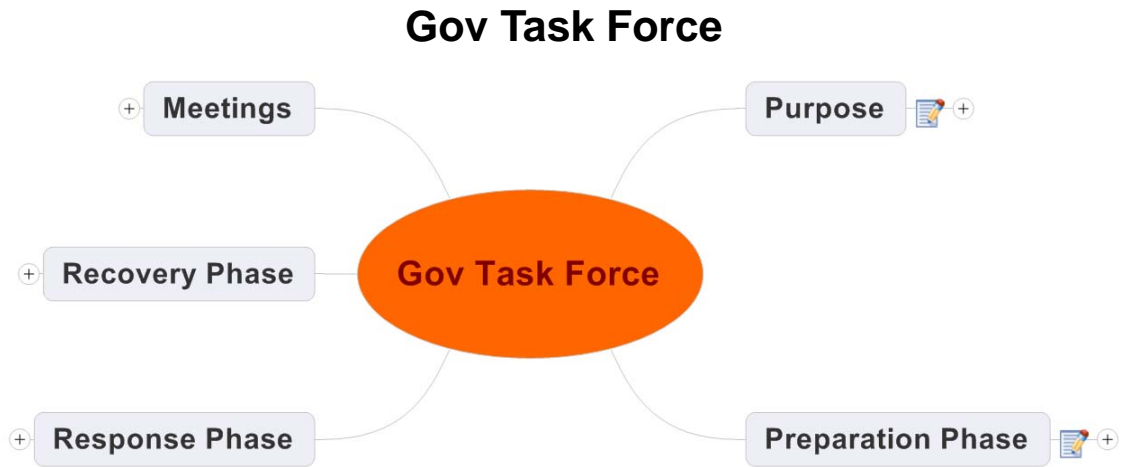 Gov Task Force
Meetings
Purpose
Recovery Phase
Gov Task Force
Response Phase
Preparation Phase